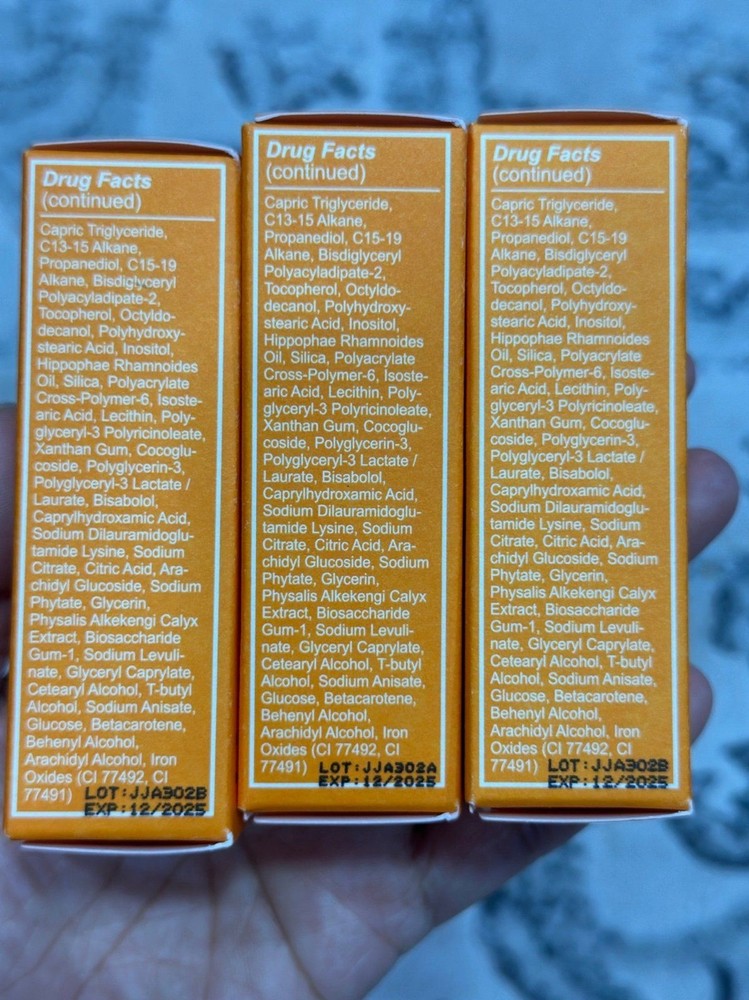 Drug Facts
(continued)
Capric Triglyceride,
C13-15 Alkane,
Propanediol, C15-19
Alkane, Bisdiglyceryl
Polyacyladipate-2,
Tocopherol, Octyldo-
decanol, Polyhydroxy-
stearic Acid, Inositol,
Hippophae Rhamnoides
Oil, Silica, Polyacrylate
Cross-Polymer-6, Isoste-
aric Acid, Lecithin, Poly-
glyceryl-3 Polyricinoleate,
Xanthan Gum, Cocoglu-
coside, Polyglycerin-3,
Polyglyceryl-3 Lactate /
Laurate, Bisabolol,
Caprylhydroxamic Acid,
Sodium Dilauramidoglu-
tamide Lysine, Sodium
Citrate, Citric Acid, Ara-
chidyl Glucoside, Sodium
Phytate, Glycerin,
Physalis Alkekengi Calyx
Extract, Biosaccharide
Gum-1, Sodium Levuli-
nate, Glyceryl Caprylate,
Cetearyl Alcohol, T-butyl
Alcohol, Sodium Anisate,
Glucose, Betacarotene,
Behenyl Alcohol,
Arachidyl Alcohol, Iron
Oxides (CI 77492, CI
77491)
LOT:JJA302B
EXP:12/2025
Drug Facts
(continued)
Capric Triglyceride,
C13-15 Alkane,
Propanediol, C15-19
Alkane, Bisdiglyceryl
Polyacyladipate-2,
Tocopherol, Octyldo-
decanol, Polyhydroxy-
stearic Acid, Inositol,
Hippophae Rhamnoides
Oil, Silica, Polyacrylate
Cross-Polymer-6, Isoste-
aric Acid, Lecithin, Poly-
glyceryl-3 Polyricinoleate,
Xanthan Gum, Cocoglu-
coside, Polyglycerin-3,
Polyglyceryl-3 Lactate /
Laurate, Bisabolol,
Caprylhydroxamic Acid,
Sodium Dilauramidoglu-
tamide Lysine, Sodium
Citrate, Citric Acid, Ara-
chidyl Glucoside, Sodium
Phytate, Glycerin,
Physalis Alkekengi Calyx
Extract, Biosaccharide
Gum-1, Sodium Levuli-
nate, Glyceryl Caprylate,
Cetearyl Alcohol, T-butyl
Alcohol, Sodium Anisate,
Glucose, Betacarotene,
Behenyl Alcohol,
Arachidyl Alcohol, Iron
Oxides (CI 77492, CI
77491)
LOT:JJA302A
EXP:12/2025
Drug Facts
(continued)
Capric Triglyceride,
C13-15 Alkane,
Propanediol, C15-19
Alkane, Bisdiglyceryl
Polyacyladipate-2,
Tocopherol, Octyldo-
decanol, Polyhydroxy-
stearic Acid, Inositol,
Hippophae Rhamnoides
Oil, Silica, Polyacrylate
Cross-Polymer-6, Isoste-
aric Acid, Lecithin, Poly-
glyceryl-3 Polyricinoleate,
Xanthan Gum, Cocoglu-
coside, Polyglycerin-3,
Polyglyceryl-3 Lactate /
Laurate, Bisabolol,
Caprylhydroxamic Acid,
Sodium Dilauramidoglu-
tamide Lysine, Sodium
Citrate, Citric Acid, Ara-
chidyl Glucoside, Sodium
Phytate, Glycerin,
Physalis Alkekengi Calyx
Extract, Biosaccharide
Gum-1, Sodium Levuli-
nate, Glyceryl Caprylate,
Cetearyl Alcohol, T-butyl
Alcohol, Sodium Anisate,
Glucose, Betacarotene,
Behenyl Alcohol,
Arachidyl Alcohol, Iron
Oxides (CI 77492, CI
77491)
LOT:JJA302B
EXP:12/2025